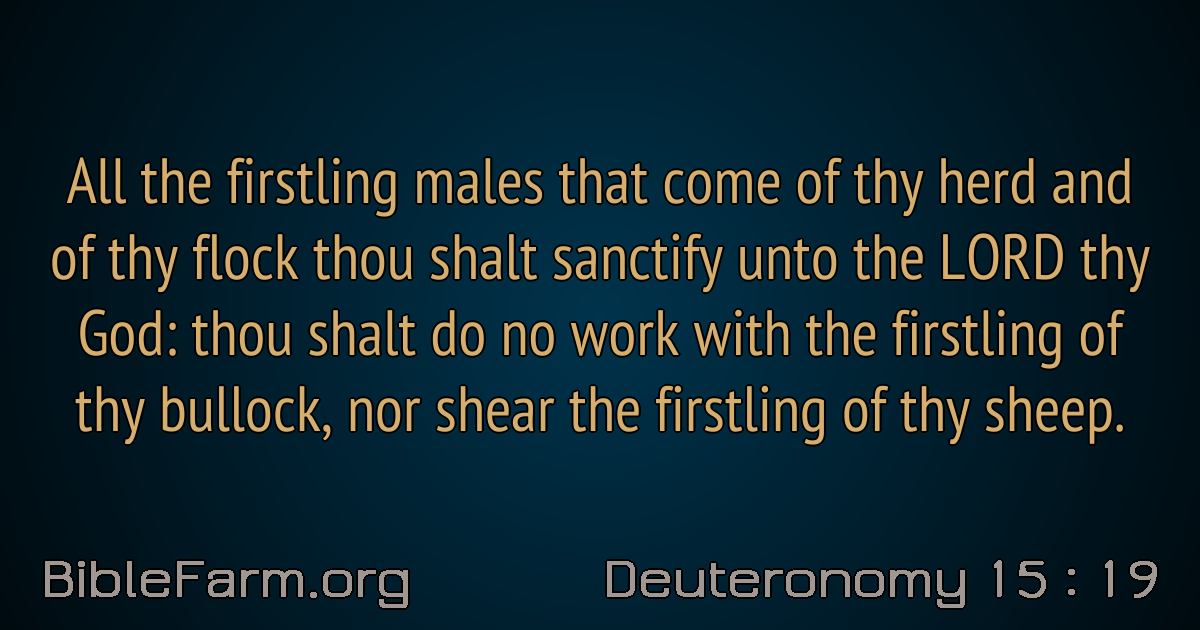 All the firstling males that come of thy herd and
of thy flock thou shalt sanctify unto the LORD thy
God: thou shalt do no work with the firstling of
thy bullock, nor shear the firstling of thy sheep.
BibleFarm.org
Deuteronomy 15 : 19